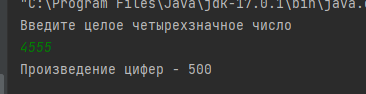 "C:\Program Files\Java\jdk-17.0.1\bin\java.
Введите целое четырехзначное число
4555
Произведение цифер - 500